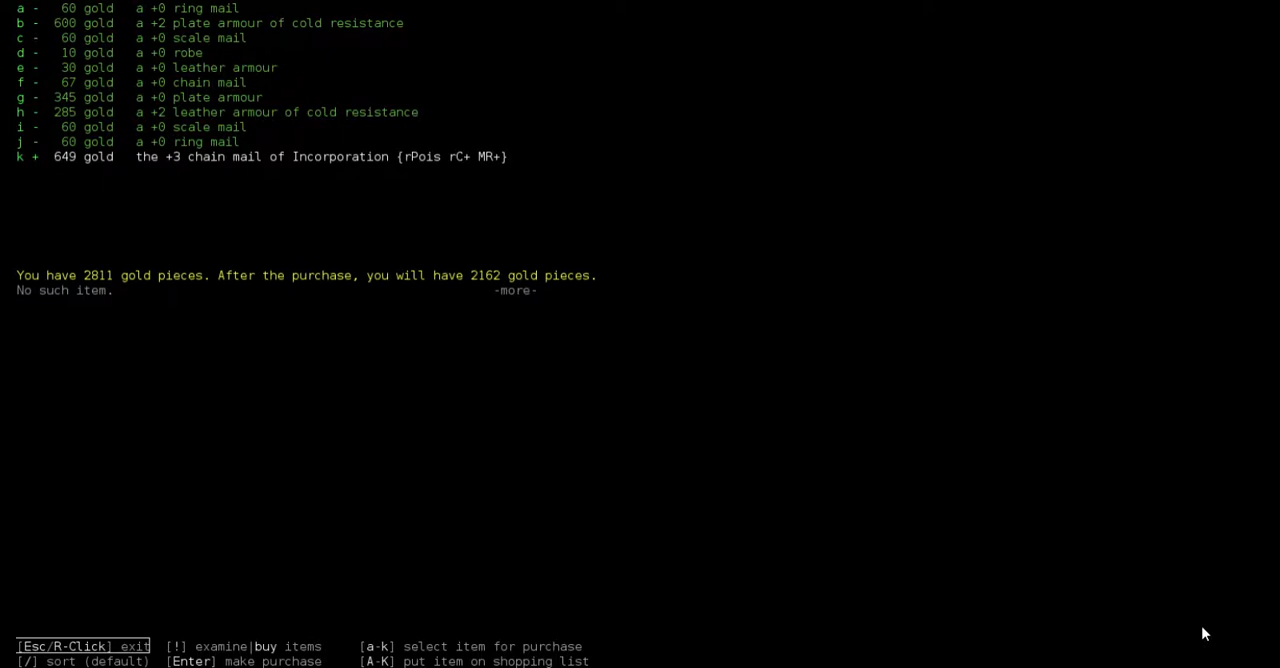 a -   60 gold   a +0 ring mail
b -  600 gold   a +2 plate armour of cold resistance
c -   60 gold   a +0 scale mail
d -   10 gold   a +0 robe
e -   30 gold   a +0 leather armour
f -   67 gold   a +0 chain mail
g -  345 gold   a +0 plate armour
h -  285 gold   a +2 leather armour of cold resistance
i -   60 gold   a +0 scale mail
j -   60 gold   a +0 ring mail
k +  649 gold   the +3 chain mail of Incorporation {rPois rC+ MR+}
You have 2811 gold pieces. After the purchase, you will have 2162 gold pieces.
No such item. -more-
[Esc/R-Click] exit  [!] examine|buy items     [a-k] select item for purchase
[/] sort (default)  [Enter] make purchase     [A-K] put item on shopping list